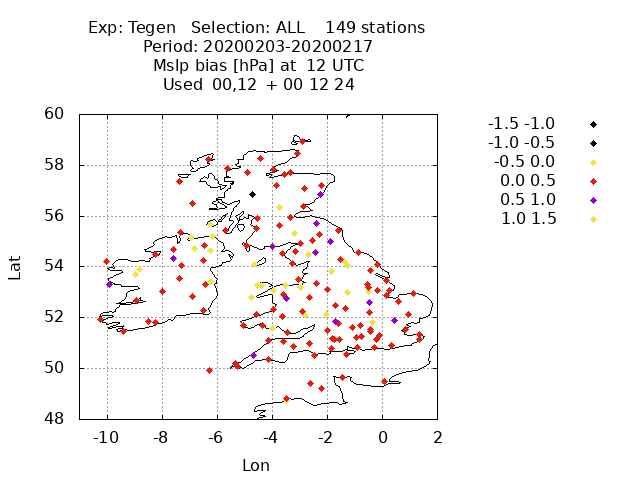 Exp: Tegen Selection: ALL 149 stations
Period: 20200203-20200217
Mslp bias [hPa] at 12 UTC
Used 00,12 + 00 12 24
-1.5 -1.0
-1.0 -0.5
-0.5 0.0
0.0 0.5
0.5 1.0
1.0 1.5
Lat
60
58
56
54
52
50
48
-10 -8 -6 -4 -2 0 2
Lon